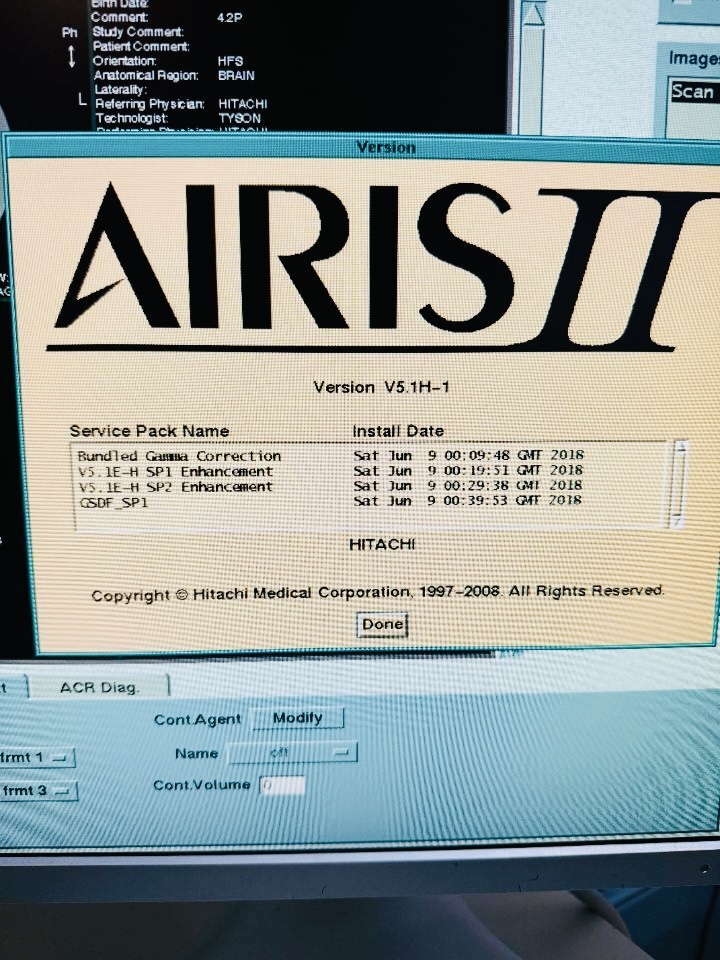 Birth Date:
Comment: 4.2P
Ph
Study Comment:
Patient Comment:
Orientation: HFS
Anatomical Region: BRAIN
Laterality:
L
Referring Physician: HITACHI
Technologist: TYSON
Images
Scan
Version
AIRIS II
Version V5.1H-1
Service Pack Name Install Date
Bundled Gamma Correction Sat Jun 9 00:09:48 GMT 2018
V5.1E-H SP1 Enhancement Sat Jun 9 00:19:51 GMT 2018
V5.1E-H SP2 Enhancement Sat Jun 9 00:29:38 GMT 2018
GSDF_SP1 Sat Jun 9 00:39:53 GMT 2018
HITACHI
Copyright © Hitachi Medical Corporation, 1997-2008. All Rights Reserved.
Done
ACR Diag.
Cont.Agent Modify
frmt 1
Name off
frmt 3
Cont.Volume 0